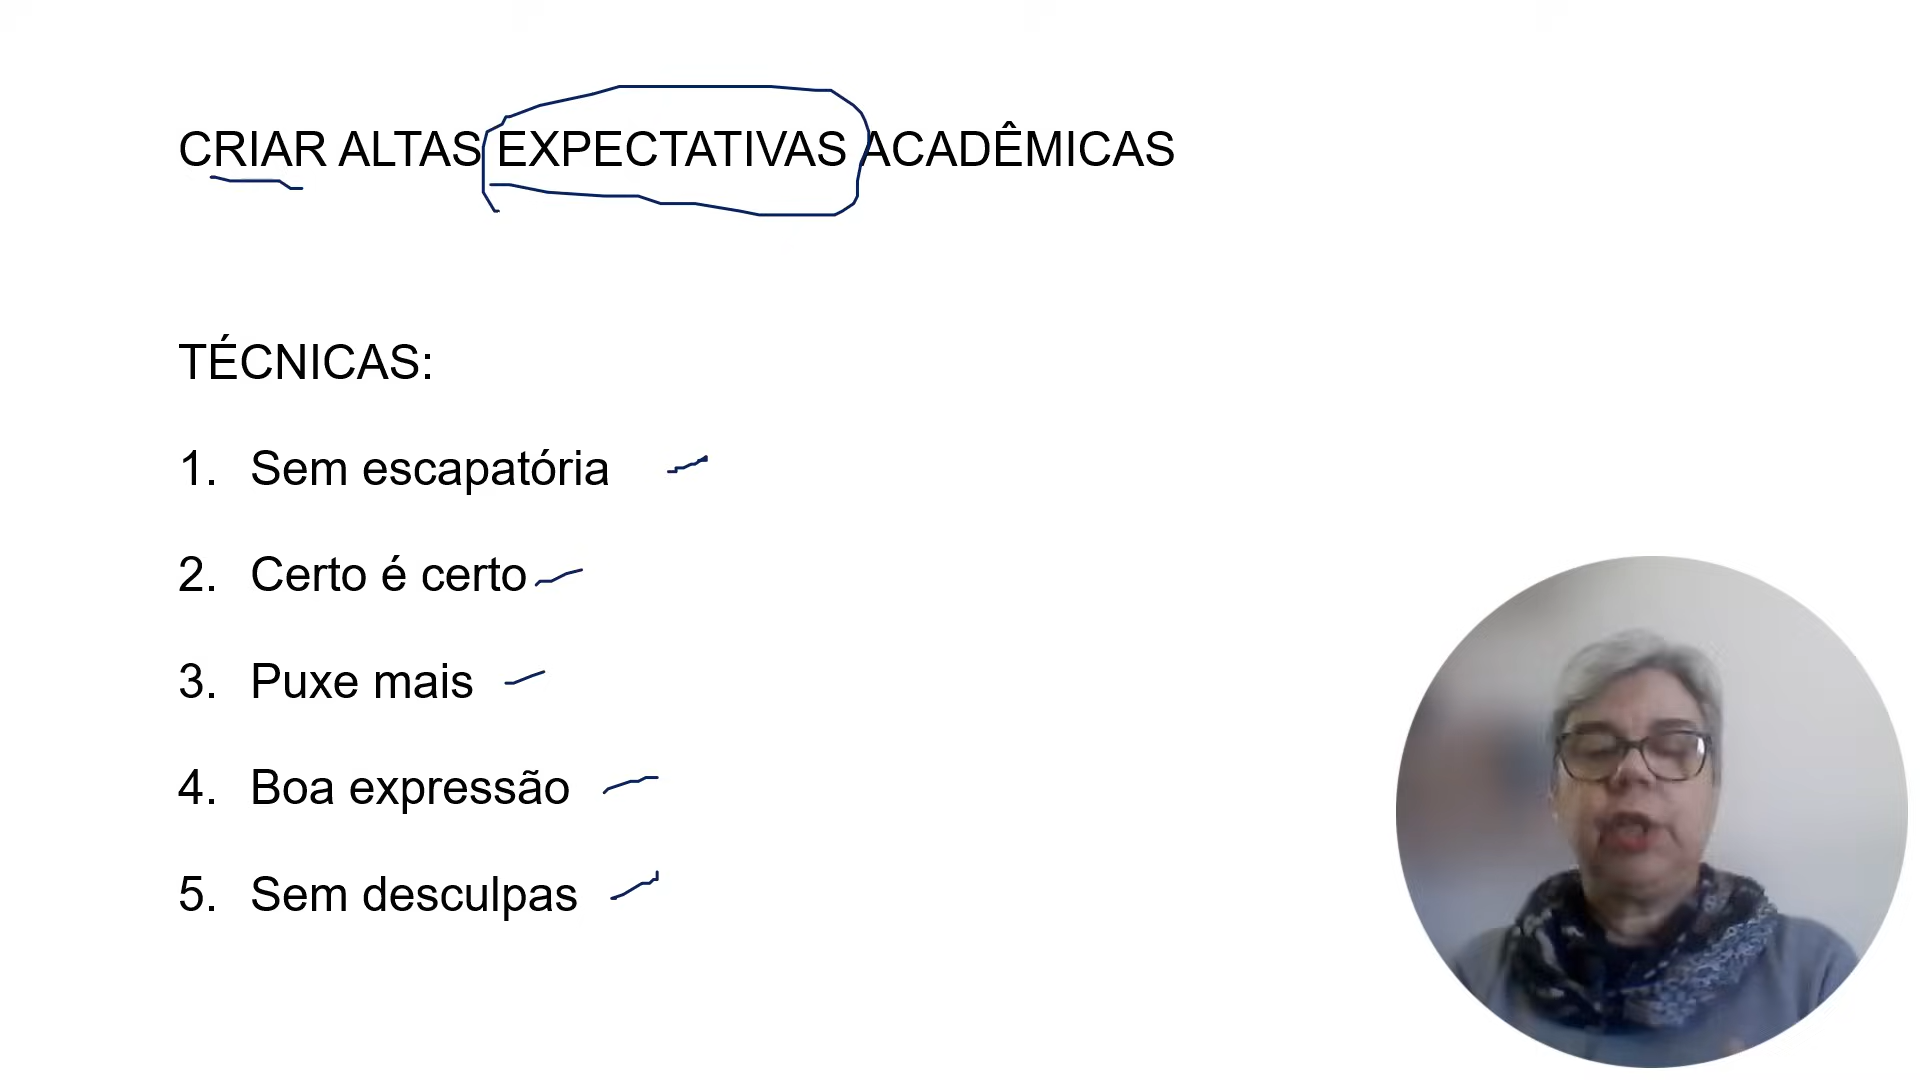 CRIAR ALTAS EXPECTATIVAS ACADÊMICAS
TÉCNICAS:
1. Sem escapatória
2. Certo é certo
3. Puxe mais
4. Boa expressão
5. Sem desculpas